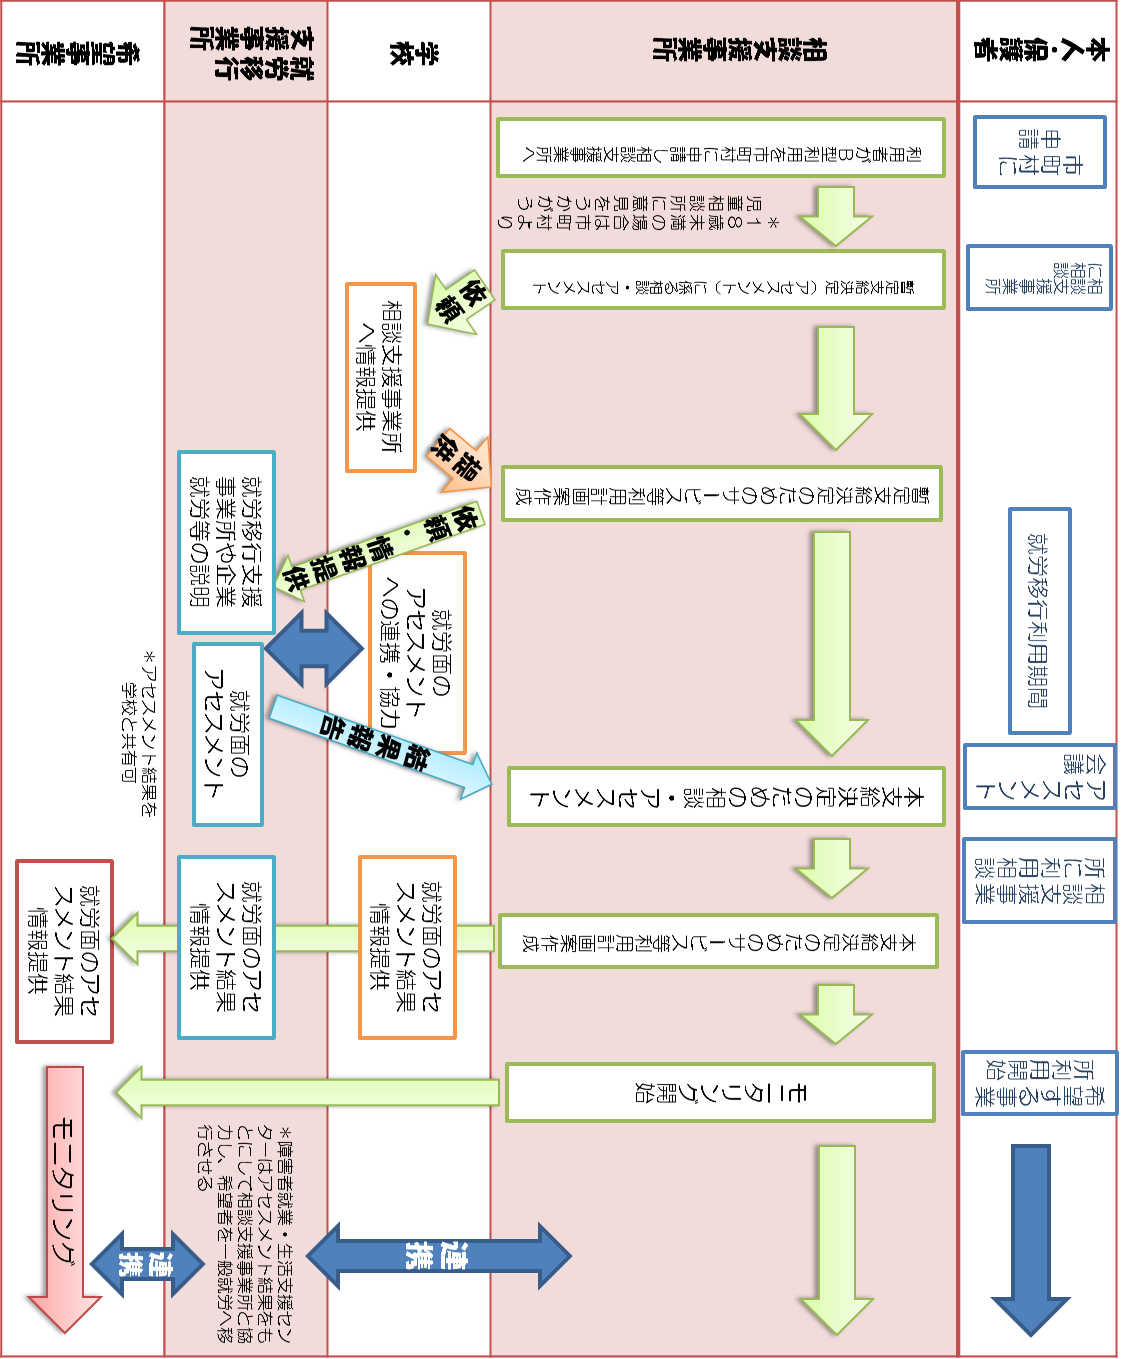 本人・保護者
相談支援事業所
学校
就労移行
支援事業所
希望事業所
市町村に
申請
相談支援事業所
に相談
就労移行利用期間
アセスメント
会議
相談支援事業
所に利用相談
希望する事業
所利用開始
利用者がB型利用を市町村に申請し相談支援事業所へ
＊１８歳未満の場合は市町村より
児童相談所に意見をうかがう
暫定支給決定（アセスメント）に係る相談・アセスメント
暫定支給決定のためのサービス等利用計画案作成
本支給決定のための相談・アセスメント
本支給決定のためのサービス等利用計画案作成
モニタリング開始
依頼
相談支援事業所
へ情報提供
提供
依頼・情報提供
就労面の
アセスメント
への連携・協力
結果報告
就労面のアセ
スメント結果
情報提供
就労移行支援
事業所や企業
就労等の説明
就労面の
アセスメント
＊アセスメント結果を
学校と共有可
就労面のアセ
スメント結果
情報提供
就労面のアセ
スメント結果
情報提供
＊障害者就業・生活支援セン
ターはアセスメント結果をも
とにして相談支援事業所と協
力し、希望者を一般就労へ移
行させる
連携
連携
モニタリング